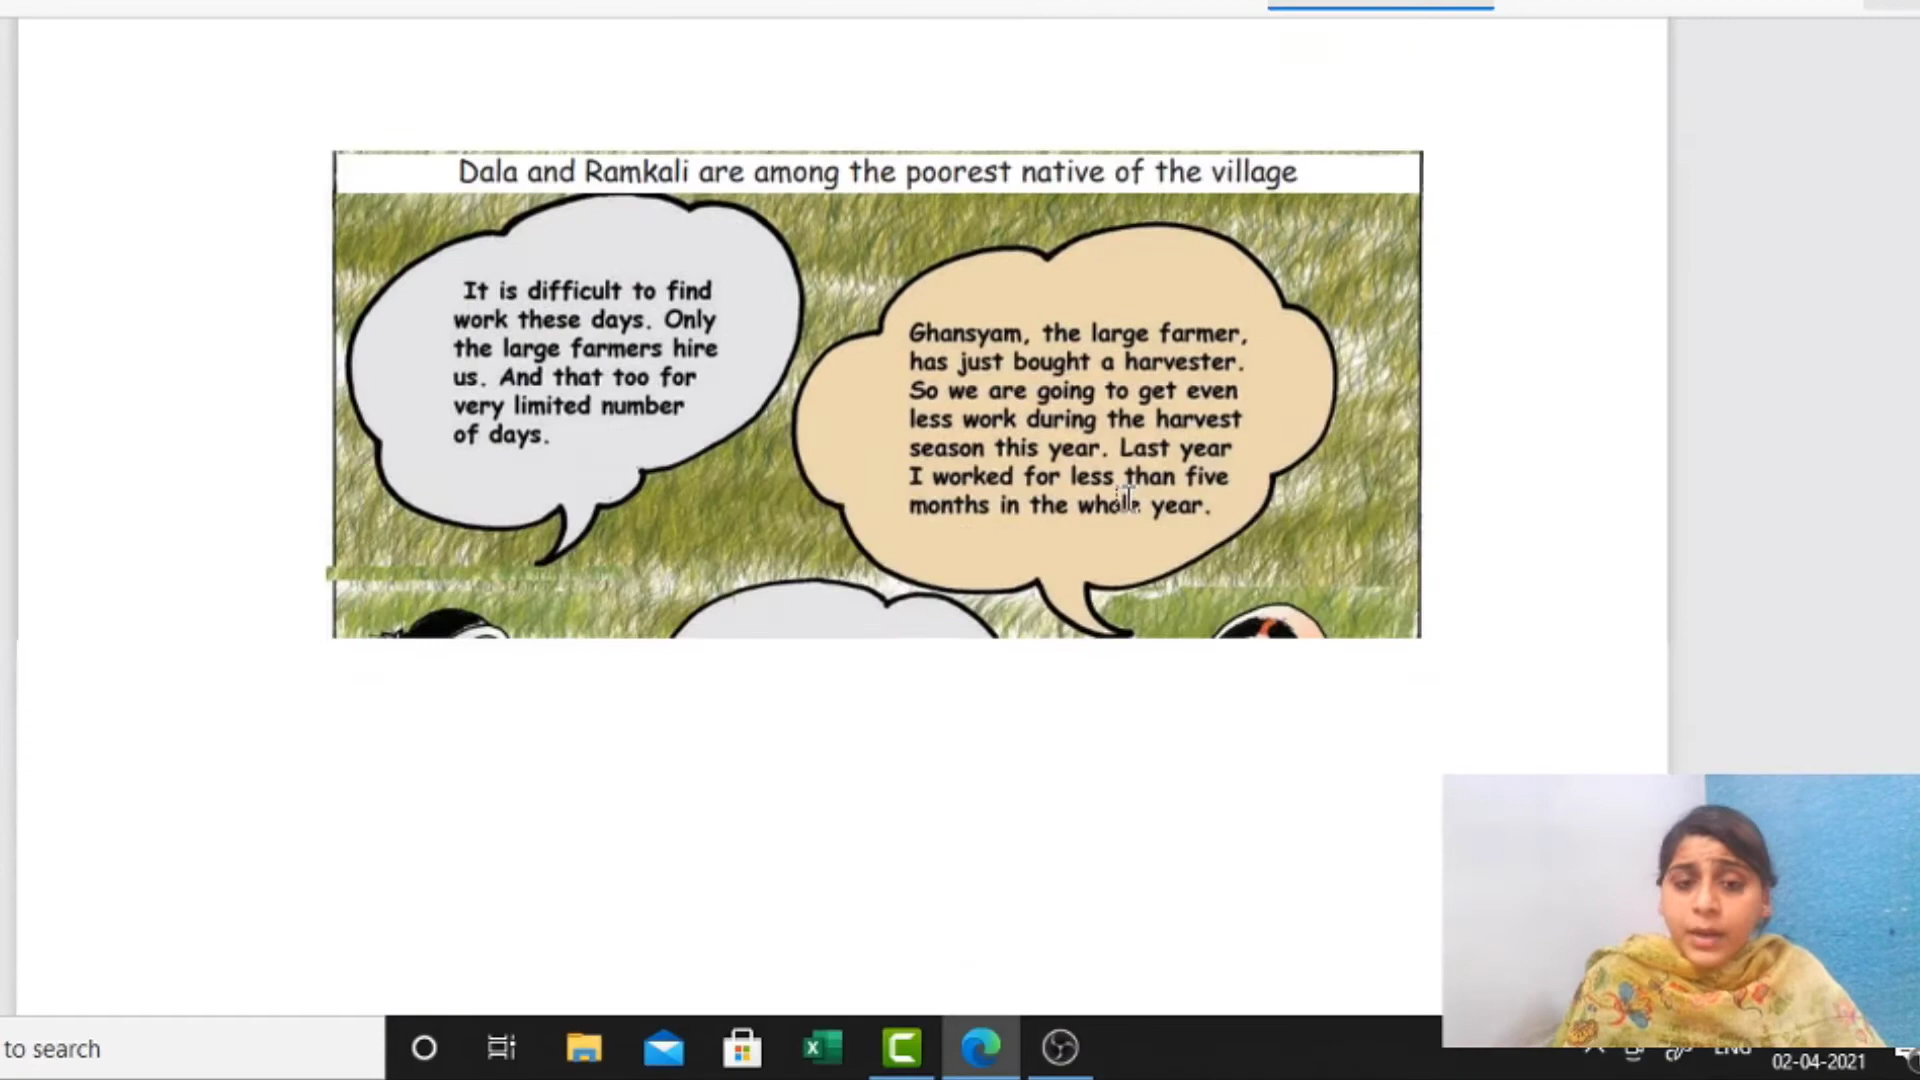 Dala and Ramkali are among the poorest native of the village
It is difficult to find
work these days. Only
the large farmers hire
us. And that too for
very limited number
of days.
Ghansyam, the large farmer,
has just bought a harvester.
So we are going to get even
less work during the harvest
season this year. Last year
I worked for less than five
months in the whole year.
to search
ENG
02-04-2021